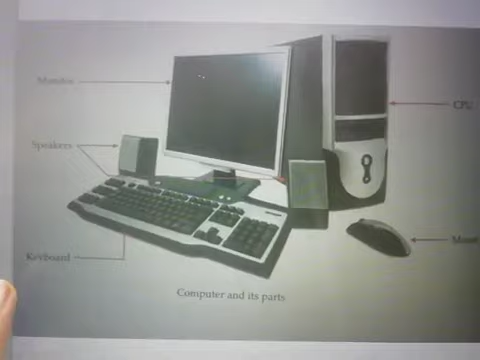 Monitor
CPU
Speakers
Mouse
Keyboard
Computer and its parts